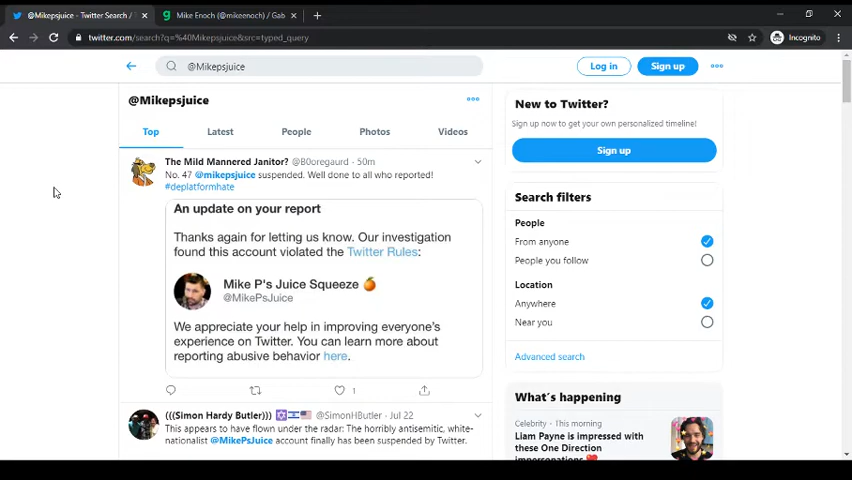 @Mikepsjuice - Twitter Search /
Mike Enoch (@mikeenoch) / Gab
twitter.com/search?q=%40Mikepsjuice&src=typed_query
Incognito
@Mikepsjuice
Log in
Sign up
@Mikepsjuice
Top
Latest
People
Photos
Videos
The Mild Mannered Janitor? @B0oregaurd · 50m
No. 47 @mikepsjuice suspended. Well done to all who reported!
#deplatformhate
An update on your report
Thanks again for letting us know. Our investigation
found this account violated the Twitter Rules:
Mike P's Juice Squeeze 🍊
@MikePsJuice
We appreciate your help in improving everyone's
experience on Twitter. You can learn more about
reporting abusive behavior here.
1
(((Simon Hardy Butler))) ✡️🇮🇱🇺🇸 @SimonHButler · Jul 22
This appears to have flown under the radar: The horribly antisemitic, white-
nationalist @MikePsJuice account finally has been suspended by Twitter.
New to Twitter?
Sign up now to get your own personalized timeline!
Sign up
Search filters
People
From anyone
People you follow
Location
Anywhere
Near you
Advanced search
What's happening
Celebrity · This morning
Liam Payne is impressed with
these One Direction
impersonations ❤️